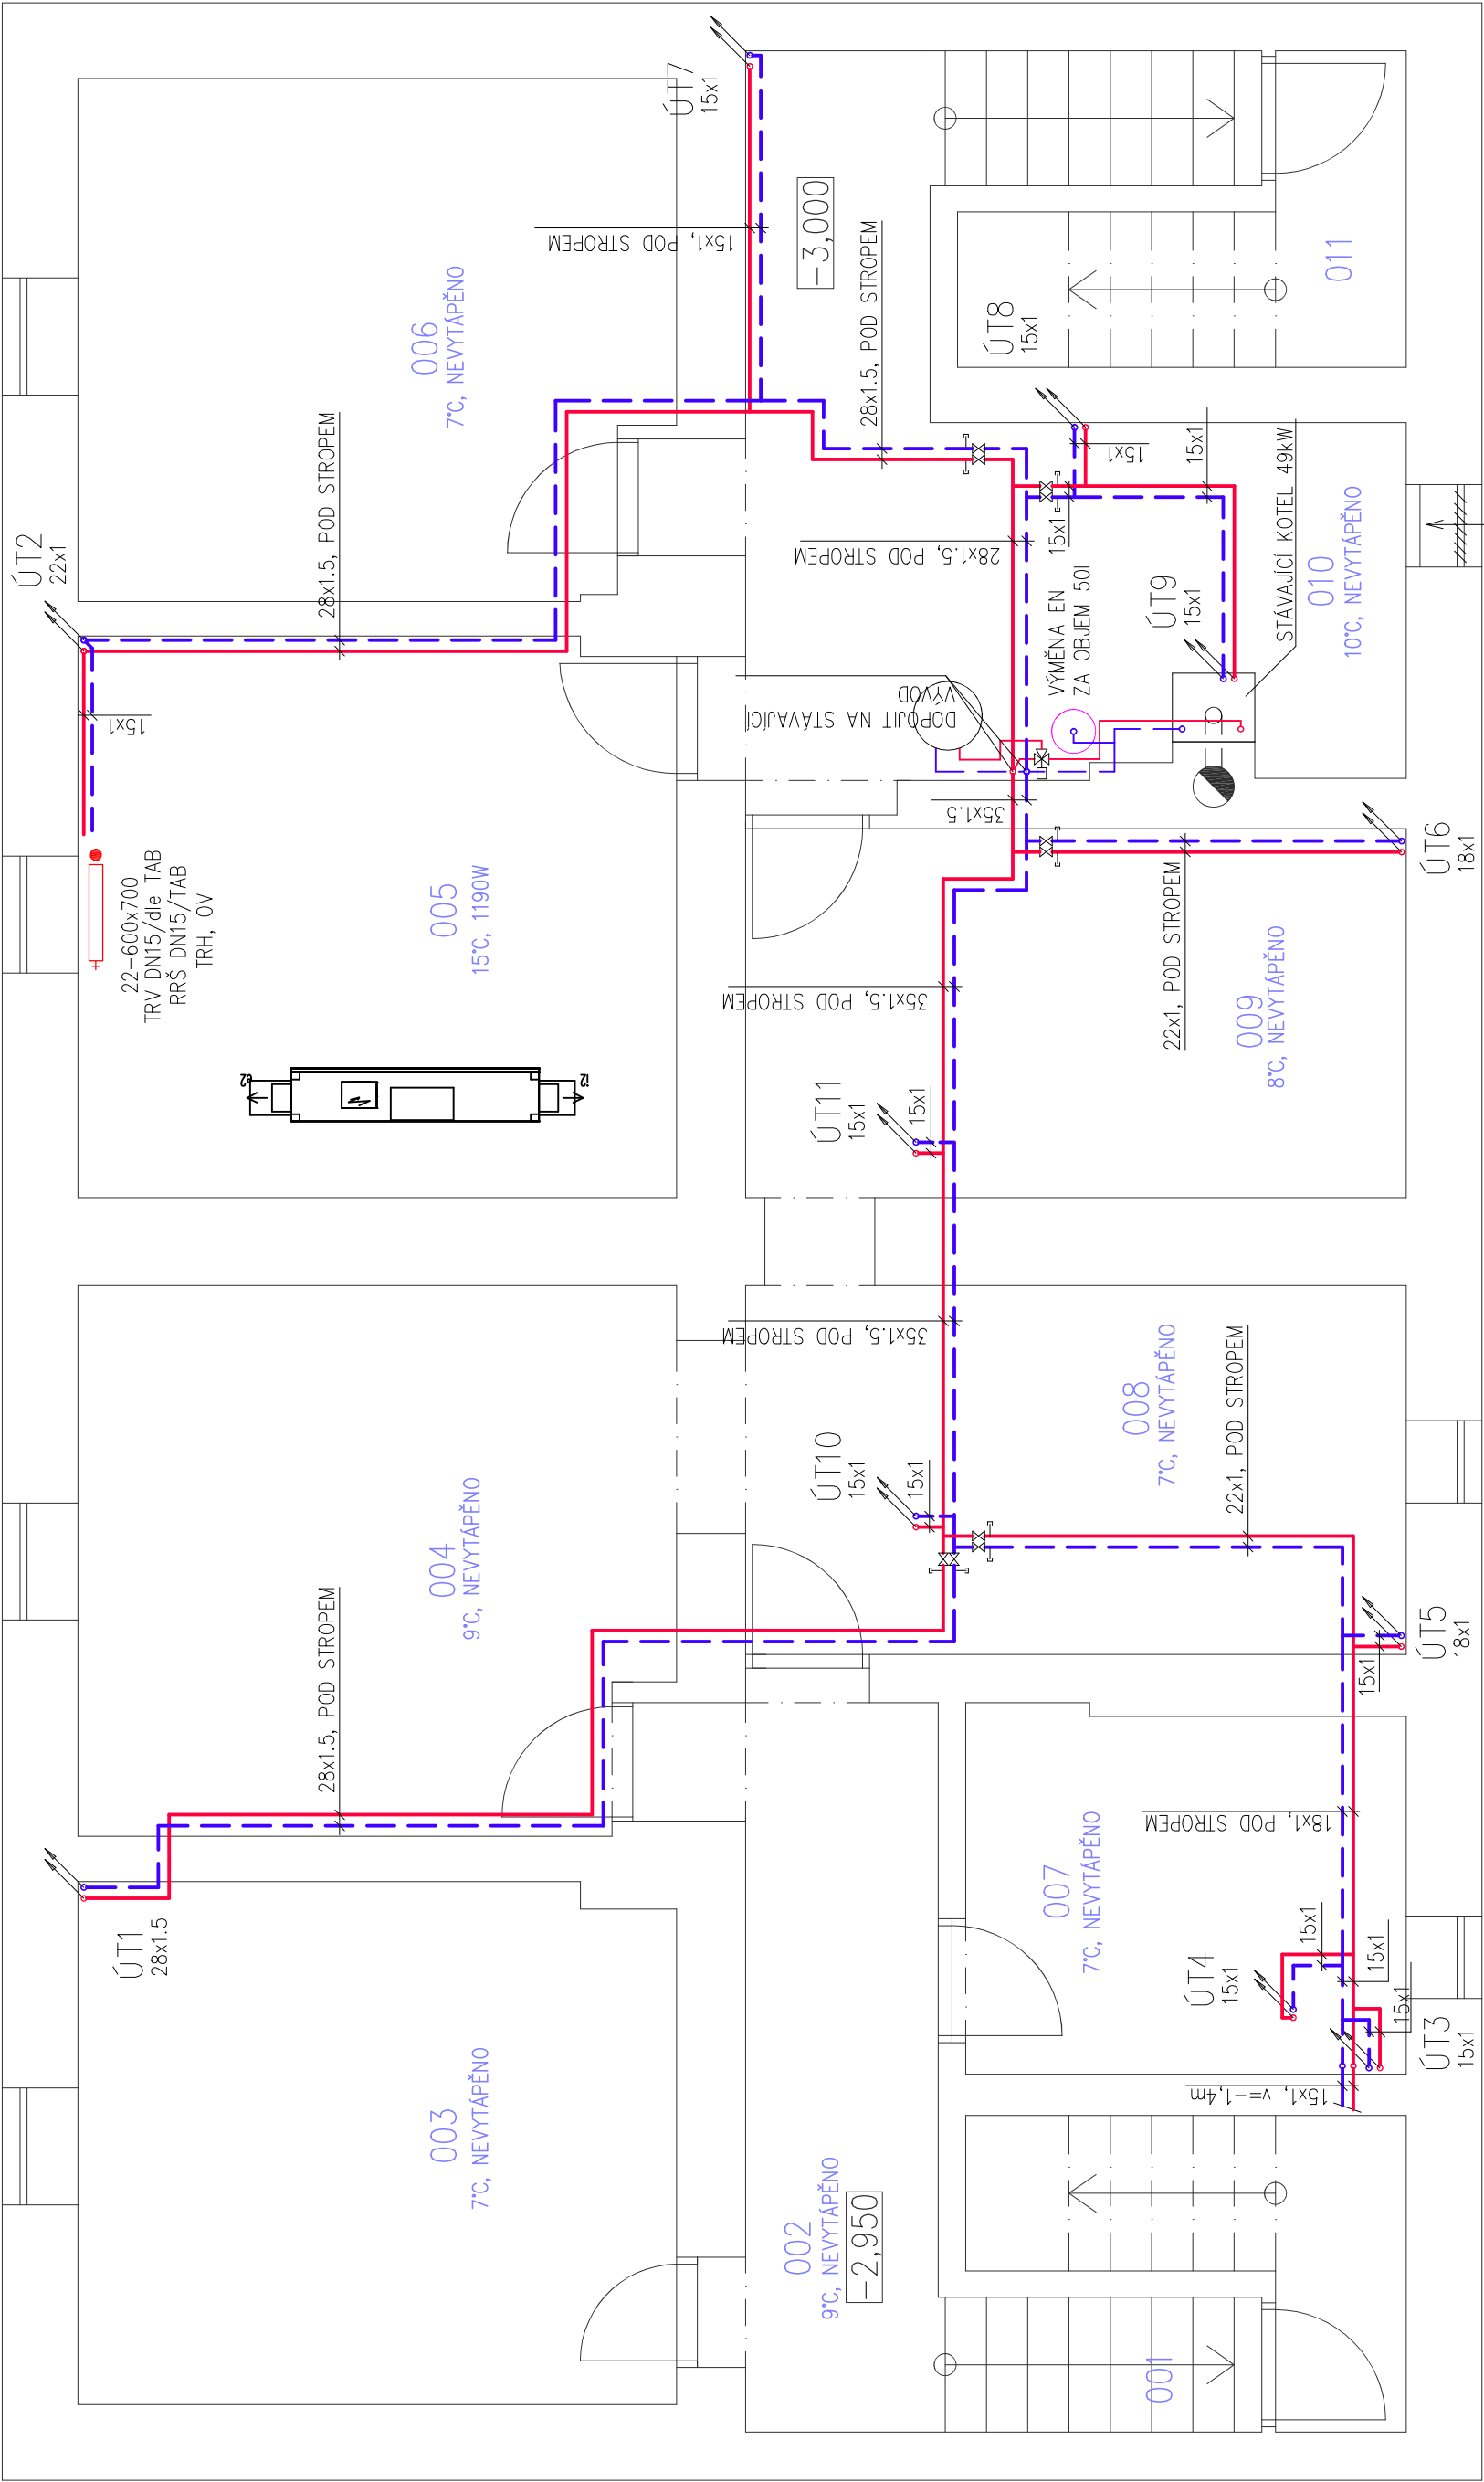 ÚT7
15x1
15x1, POD STROPEM
-3,000
006
7°C, NEVYTÁPĚNO
28x1.5, POD STROPEM
011
ÚT8
15x1
28x1.5, POD STROPEM
ÚT2
22x1
15x1
15x1
15x1
15x1
28x1.5, POD STROPEM
STÁVAJÍCÍ KOTEL 49kW
010
10°C, NEVYTÁPĚNO
VÝMĚNA EN
ZA OBJEM 50l
ÚT9
15x1
DOPOJIT NA STÁVAJÍCÍ
VÝVOD
35x1.5
22-600x700
TRV DN15/dle TAB
RRŠ DN15/TAB
TRH, OV
005
15°C, 1190W
ÚT6
18x1
35x1.5, POD STROPEM
22x1, POD STROPEM
009
8°C, NEVYTÁPĚNO
e2
i2
ÚT11
15x1
15x1
35x1.5, POD STROPEM
008
7°C, NEVYTÁPĚNO
22x1, POD STROPEM
ÚT10
15x1
15x1
004
9°C, NEVYTÁPĚNO
28x1.5, POD STROPEM
ÚT5
18x1
15x1
18x1, POD STROPEM
007
7°C, NEVYTÁPĚNO
ÚT1
28x1.5
ÚT4
15x1
15x1
15x1
15x1
ÚT3
15x1
15x1, v=-1,4m
003
7°C, NEVYTÁPĚNO
002
9°C, NEVYTÁPĚNO
-2,950
001